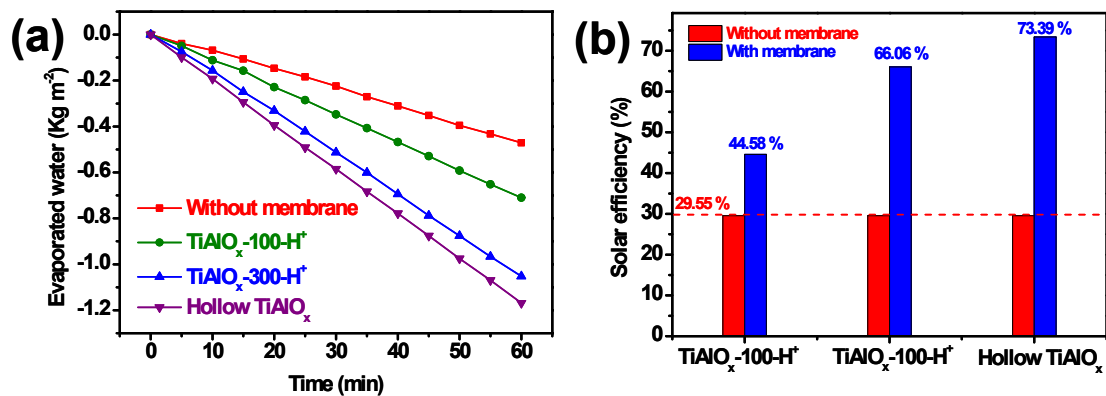 (a)
Evaporated water (Kg m⁻²)
0.0
-0.2
-0.4
-0.6
-0.8
-1.0
-1.2
Without membrane
TiAlOₓ-100-H⁺
TiAlOₓ-300-H⁺
Hollow TiAlOₓ
0 10 20 30 40 50 60
Time (min)
(b)
Solar efficiency (%)
70
60
50
40
30
20
10
0
Without membrane
With membrane
29.55 %
44.58 %
66.06 %
73.39 %
TiAlOₓ-100-H⁺ TiAlOₓ-100-H⁺ Hollow TiAlOₓ